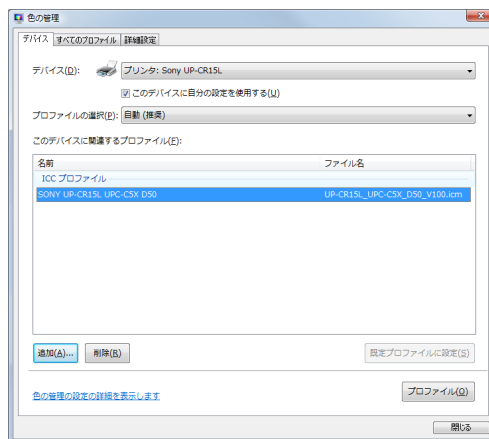 色の管理
デバイス すべてのプロファイル 詳細設定
デバイス(D): プリンタ: Sony UP-CR15L
このデバイスに自分の設定を使用する(U)
プロファイルの選択(P): 自動 (推奨)
このデバイスに関連するプロファイル(F):
名前 ファイル名
ICC プロファイル
SONY UP-CR15L UPC-C5X D50 UP-CR15L_UPC-C5X_D50_V100.icm
追加(A)... 削除(R) 既定プロファイルに設定(S)
色の管理の設定の詳細を表示します プロファイル(O)
閉じる